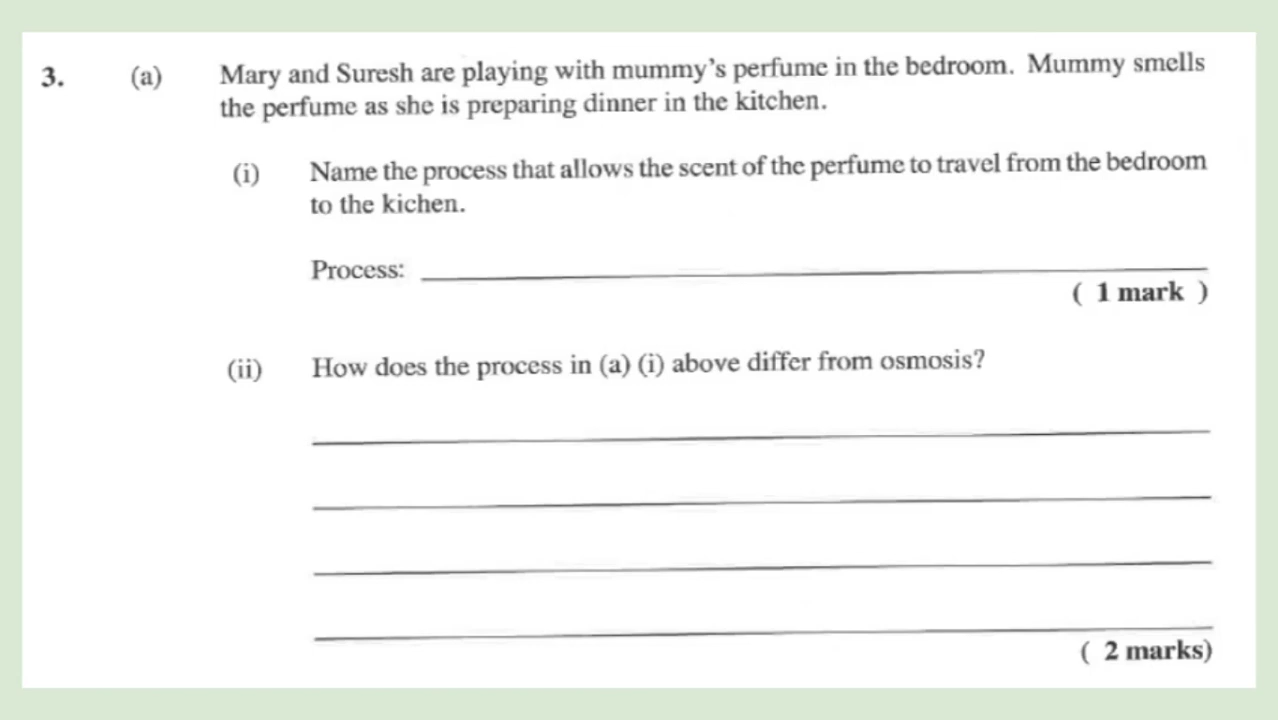 3. (a) Mary and Suresh are playing with mummy's perfume in the bedroom. Mummy smells
the perfume as she is preparing dinner in the kitchen.
(i) Name the process that allows the scent of the perfume to travel from the bedroom
to the kichen.
Process:
( 1 mark )
(ii) How does the process in (a) (i) above differ from osmosis?
( 2 marks)